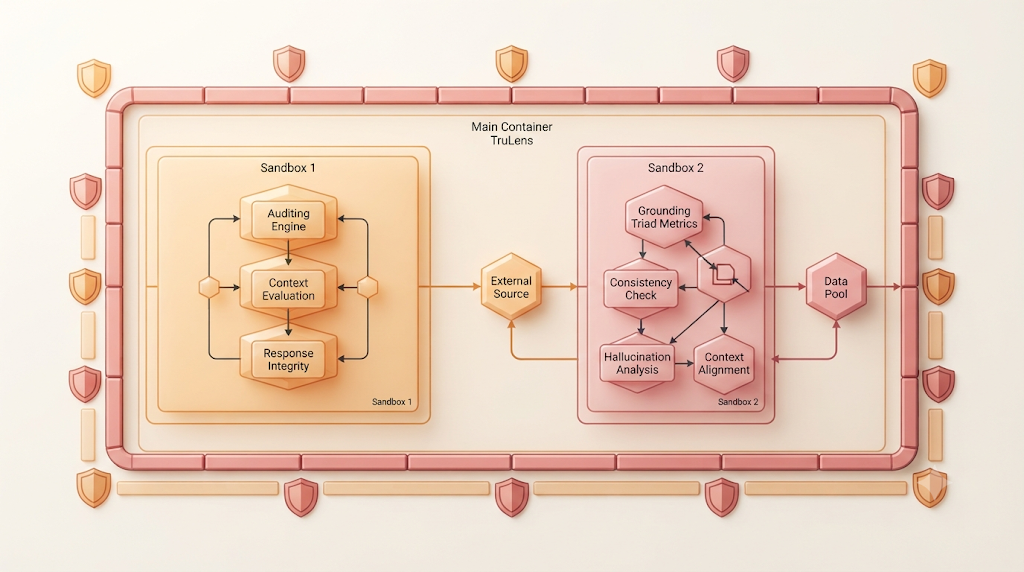 Main Container
TruLens
Sandbox 1
Auditing
Engine
Context
Evaluation
Response
Integrity
Sandbox 1
External
Source
Sandbox 2
Grounding
Triad Metrics
Consistency
Check
Hallucination
Analysis
Context
Alignment
Sandbox 2
Data
Pool